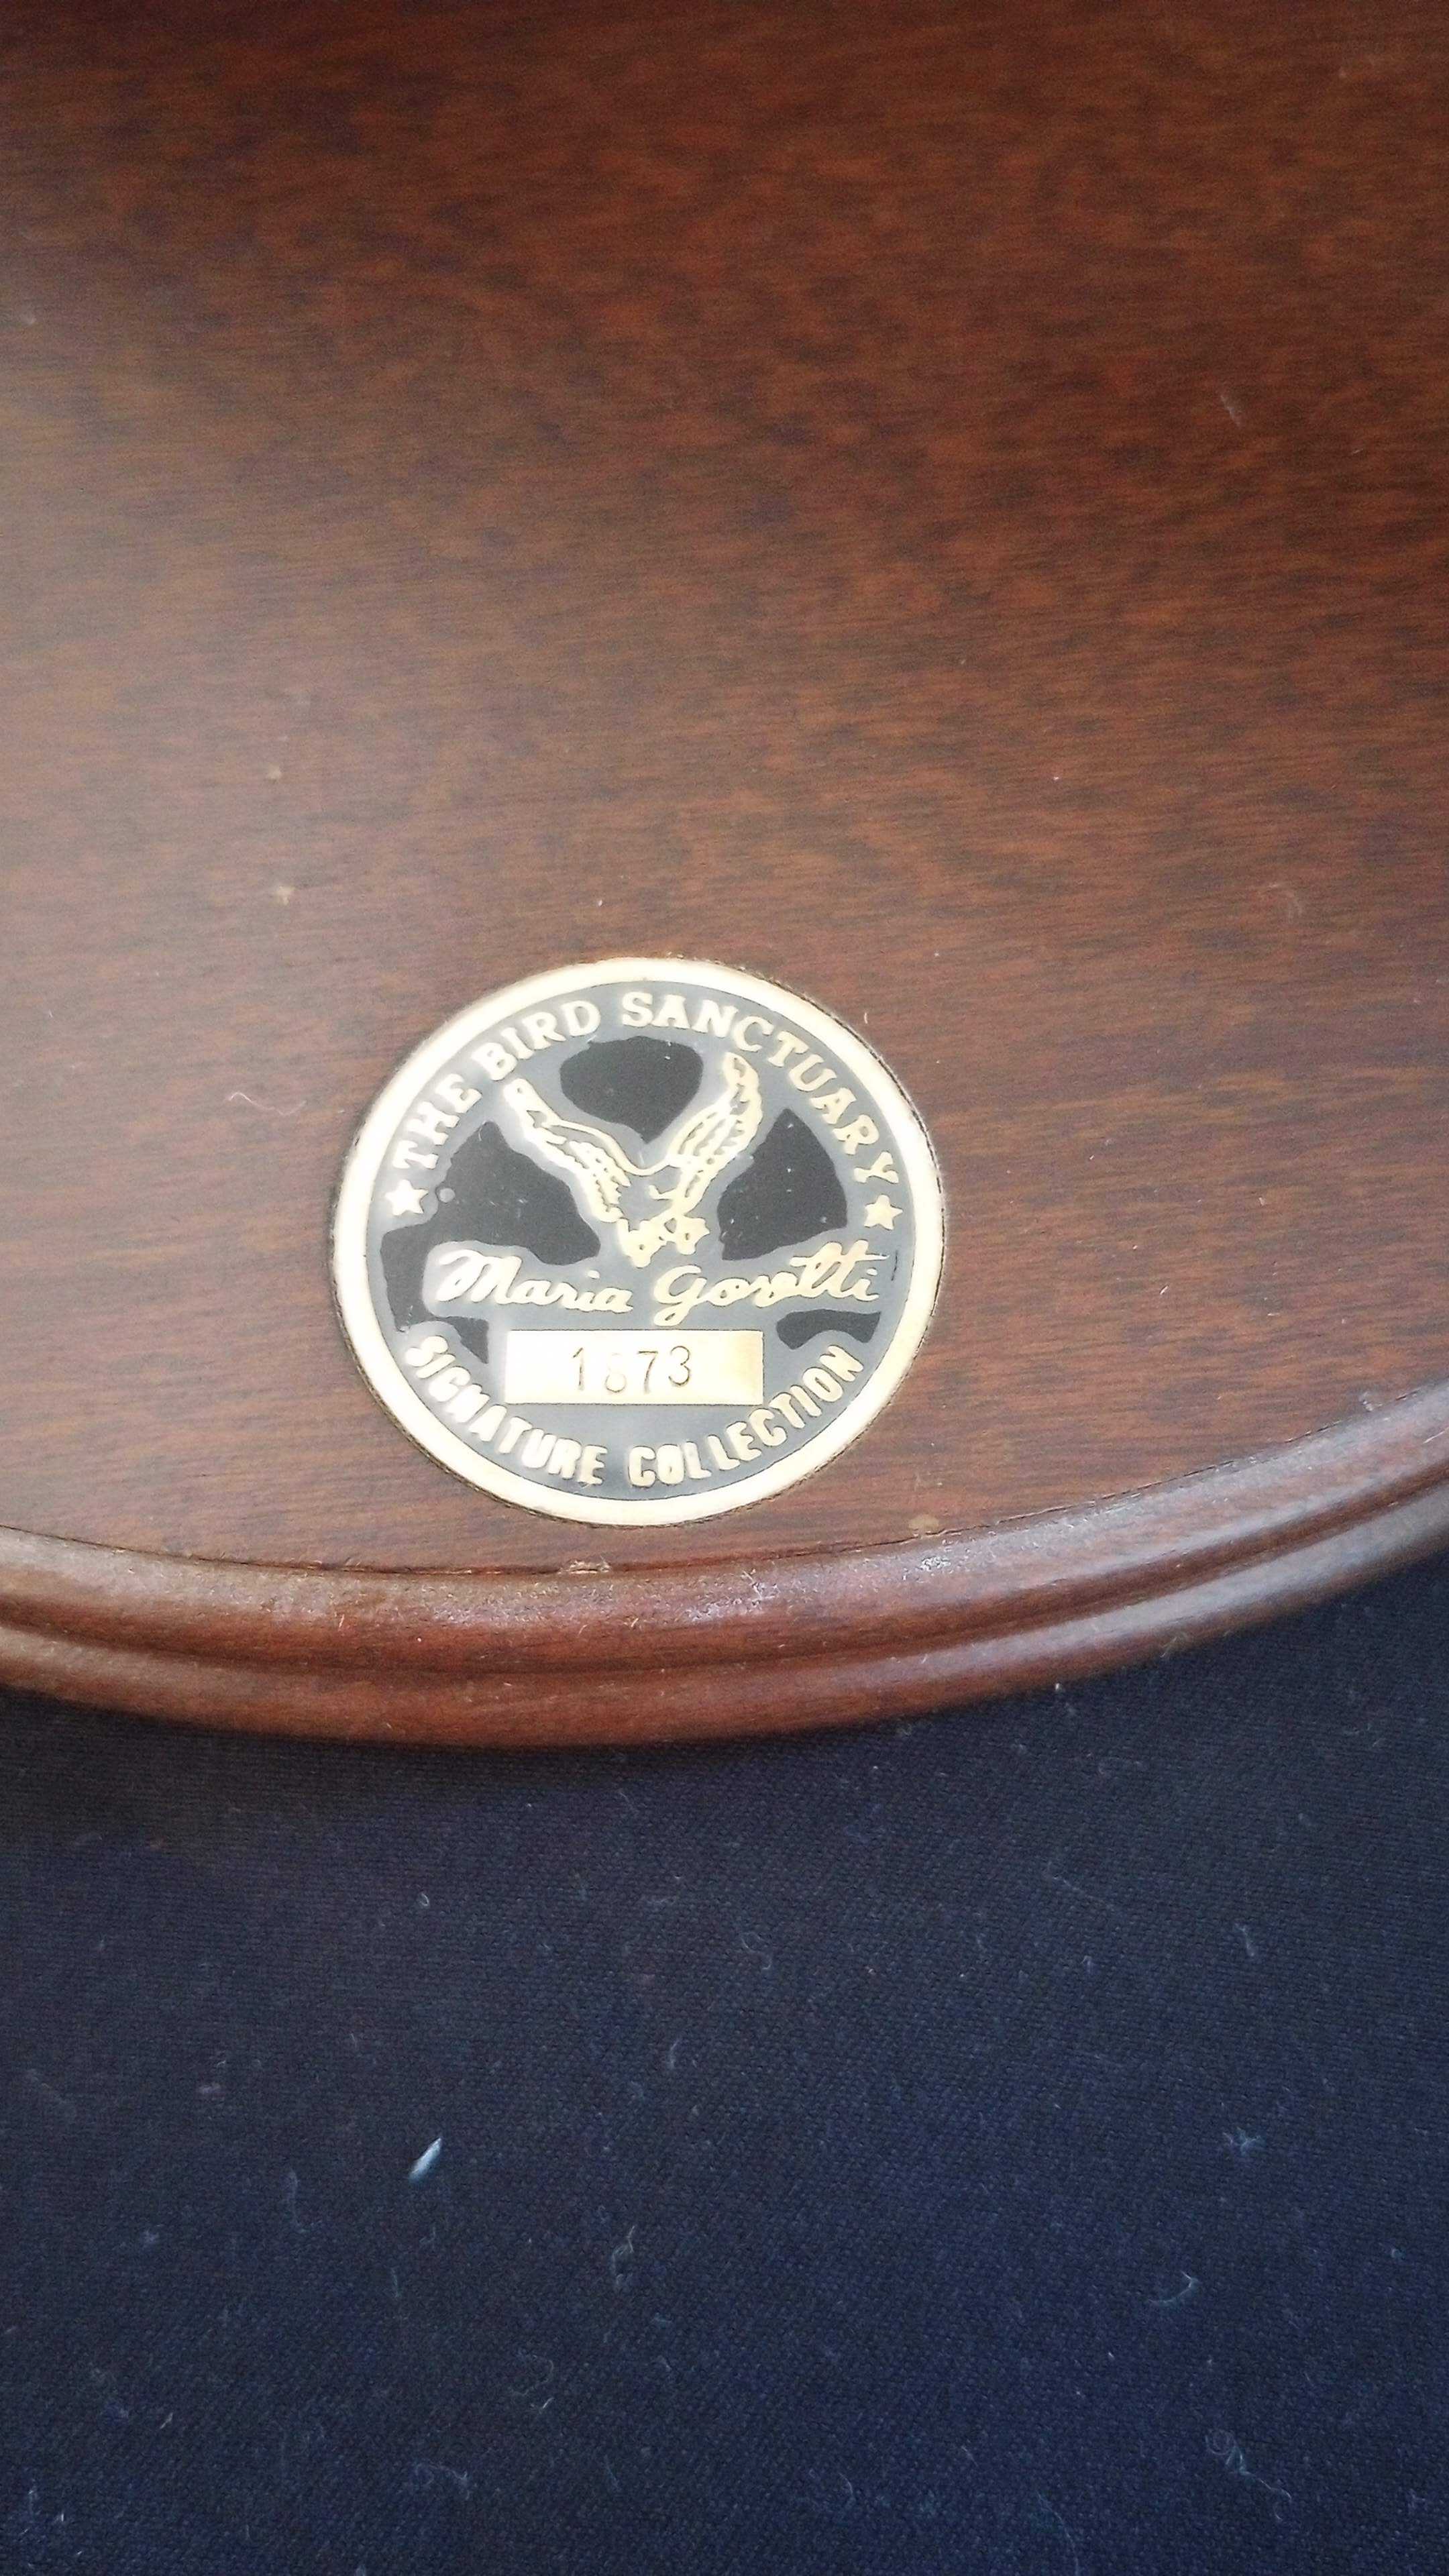 ★ THE BIRD SANCTUARY ★
Maria Goretti
1873
SIGNATURE COLLECTION